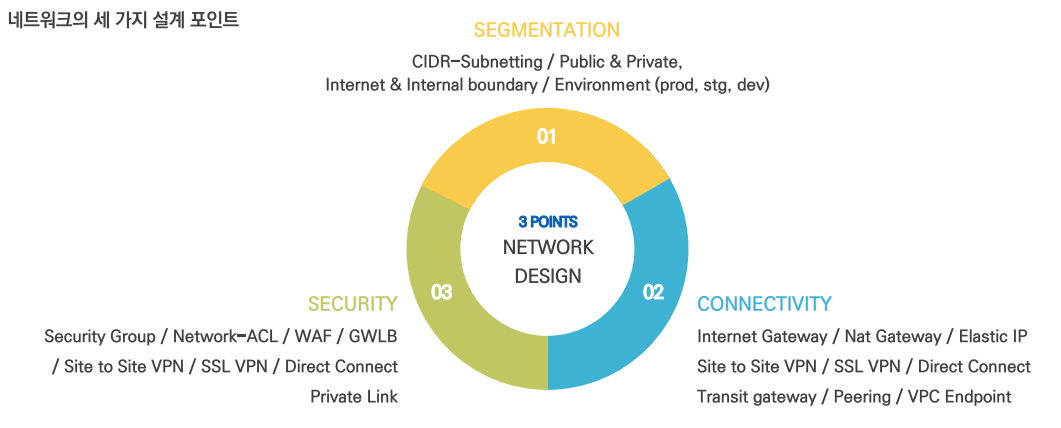 네트워크의 세 가지 설계 포인트
SEGMENTATION
CIDR-Subnetting / Public & Private,
Internet & Internal boundary / Environment (prod, stg, dev)
01
3 POINTS
NETWORK
DESIGN
03
02
SECURITY
Security Group / Network-ACL / WAF / GWLB
/ Site to Site VPN / SSL VPN / Direct Connect
Private Link
CONNECTIVITY
Internet Gateway / Nat Gateway / Elastic IP
Site to Site VPN / SSL VPN / Direct Connect
Transit gateway / Peering / VPC Endpoint